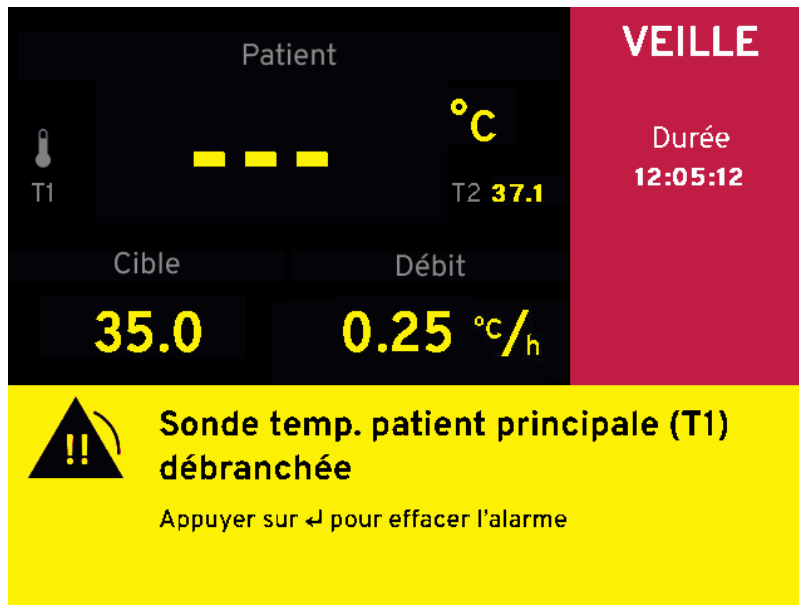 Patient
VEILLE
°C
Durée
12:05:12
---
T1
T2 37.1
Cible
Débit
35.0
0.25 °C/h
!!
Sonde temp. patient principale (T1)
débranchée
Appuyer sur ↵ pour effacer l'alarme